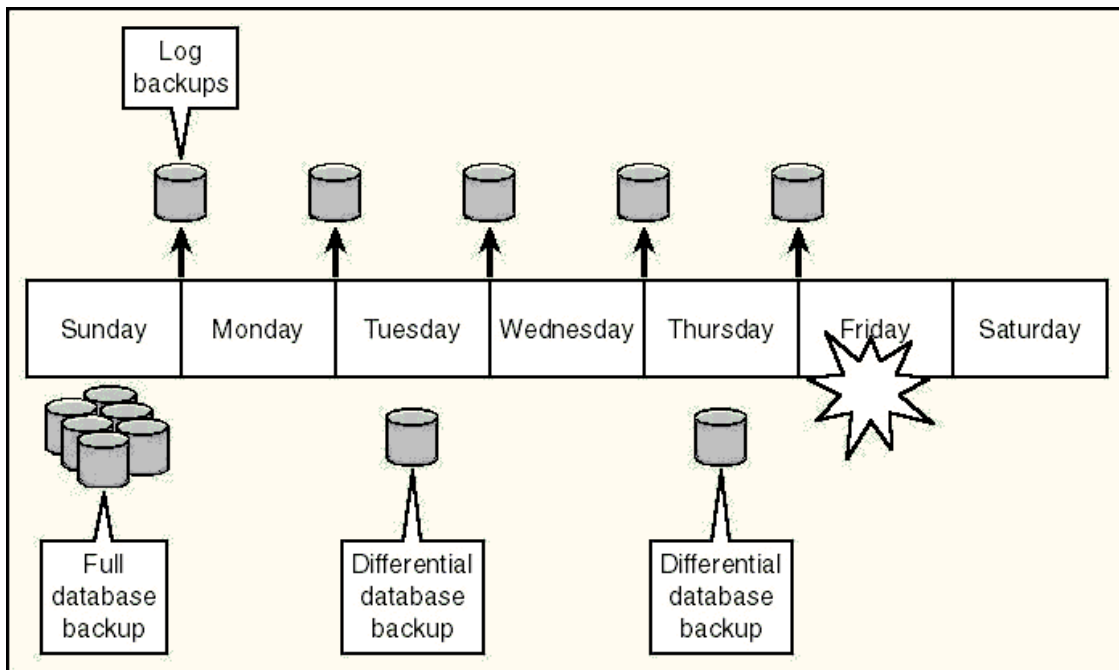 Log
backups
Sunday
Monday
Tuesday
Wednesday
Thursday
Friday
Saturday
Full
database
backup
Differential
database
backup
Differential
database
backup